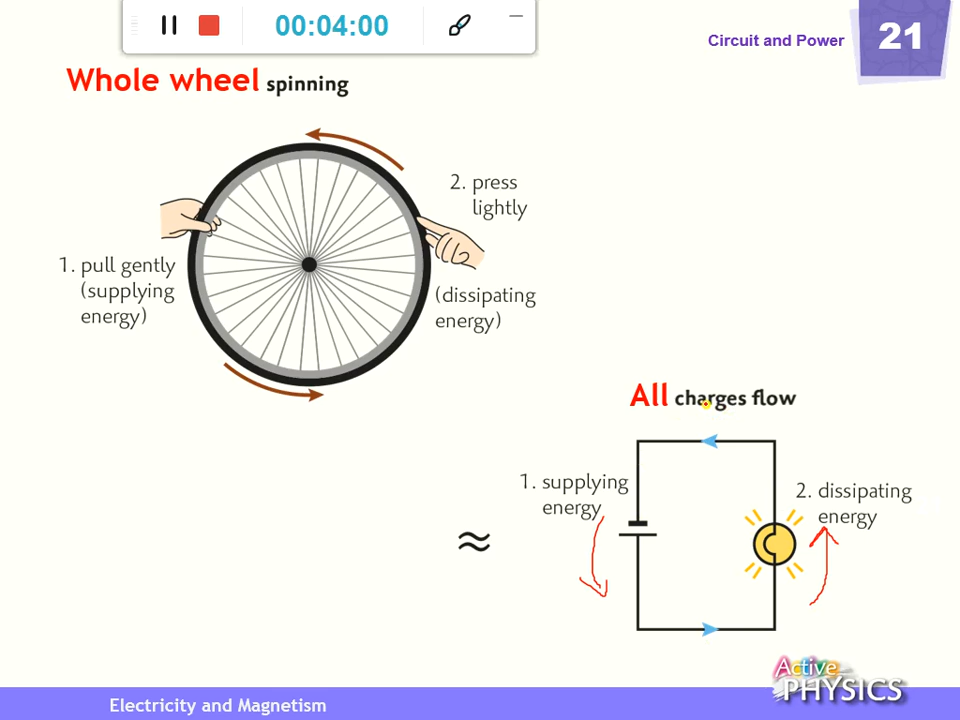 00:04:00
Circuit and Power
21
Whole wheel spinning
2. press
lightly
1. pull gently
(supplying
energy)
(dissipating
energy)
All charges flow
1. supplying
energy
2. dissipating
energy
≈
Active
PHYSICS
Electricity and Magnetism